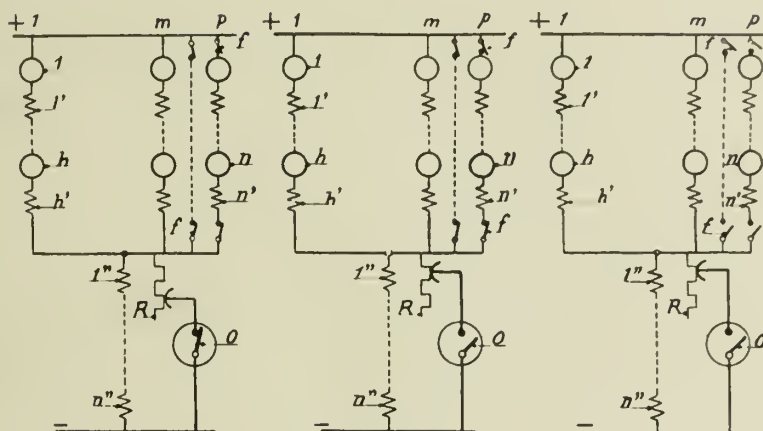 + 1 m p + 1 m p + 1 m p
f f f
1 1 1
1' 1' 1'
h n h n h n
h' n' h' n' h' n'
f f f
1" 1" 1"
R R R
O O O
n" n" n"
− − −